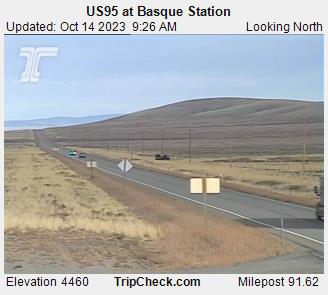 US95 at Basque Station
Updated: Oct 14 2023 9:26 AM Looking North
Elevation 4460 TripCheck.com Milepost 91.62